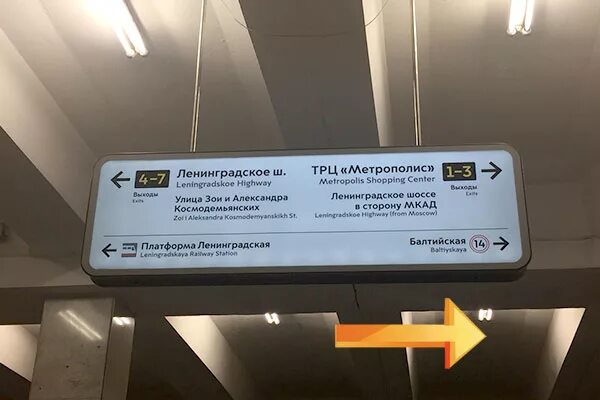 4–7 Ленинградское ш.
Выходы Leningradskoe Highway
Exits
Улица Зои и Александра
Космодемьянских
Zoi i Aleksandra Kosmodemyanskikh St.
ТРЦ «Метрополис» 1–3
Metropolis Shopping Center Выходы
Exits
Ленинградское шоссе
в сторону МКАД
Leningradskoe Highway (from Moscow)
Платформа Ленинградская
Leningradskaya Railway Station
Балтийская 14
Baltiyskaya